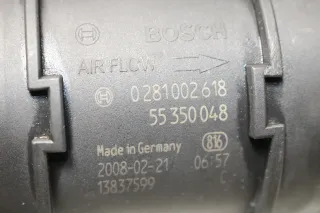 BOSCH
AIR FLOW
0 281 002 618
55 350 048
Made in Germany 816
2008-02-21 06:57
13837599 C